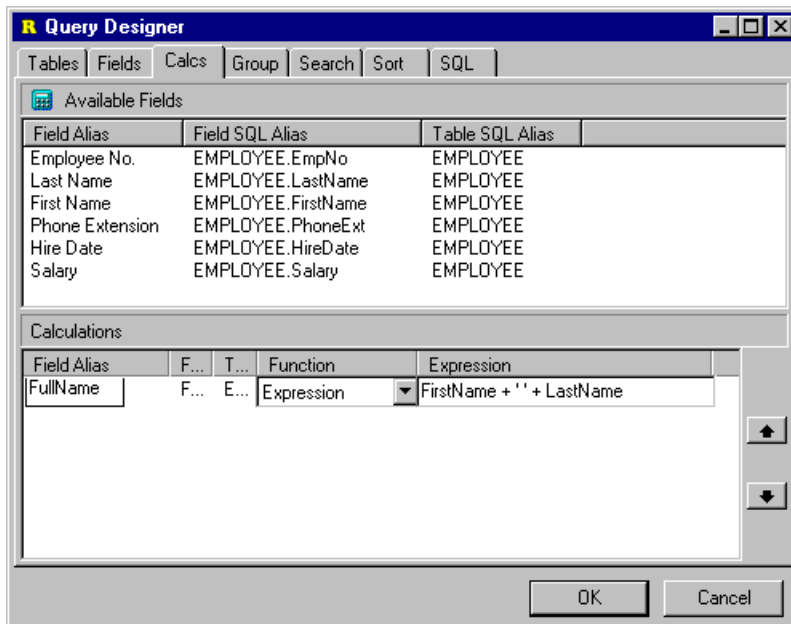 R Query Designer
Tables Fields Calcs Group Search Sort SQL
Available Fields
Field Alias Field SQL Alias Table SQL Alias
Employee No. EMPLOYEE.EmpNo EMPLOYEE
Last Name EMPLOYEE.LastName EMPLOYEE
First Name EMPLOYEE.FirstName EMPLOYEE
Phone Extension EMPLOYEE.PhoneExt EMPLOYEE
Hire Date EMPLOYEE.HireDate EMPLOYEE
Salary EMPLOYEE.Salary EMPLOYEE
Calculations
Field Alias F... T... Function Expression
FullName F... E... Expression FirstName + ' ' + LastName
OK Cancel